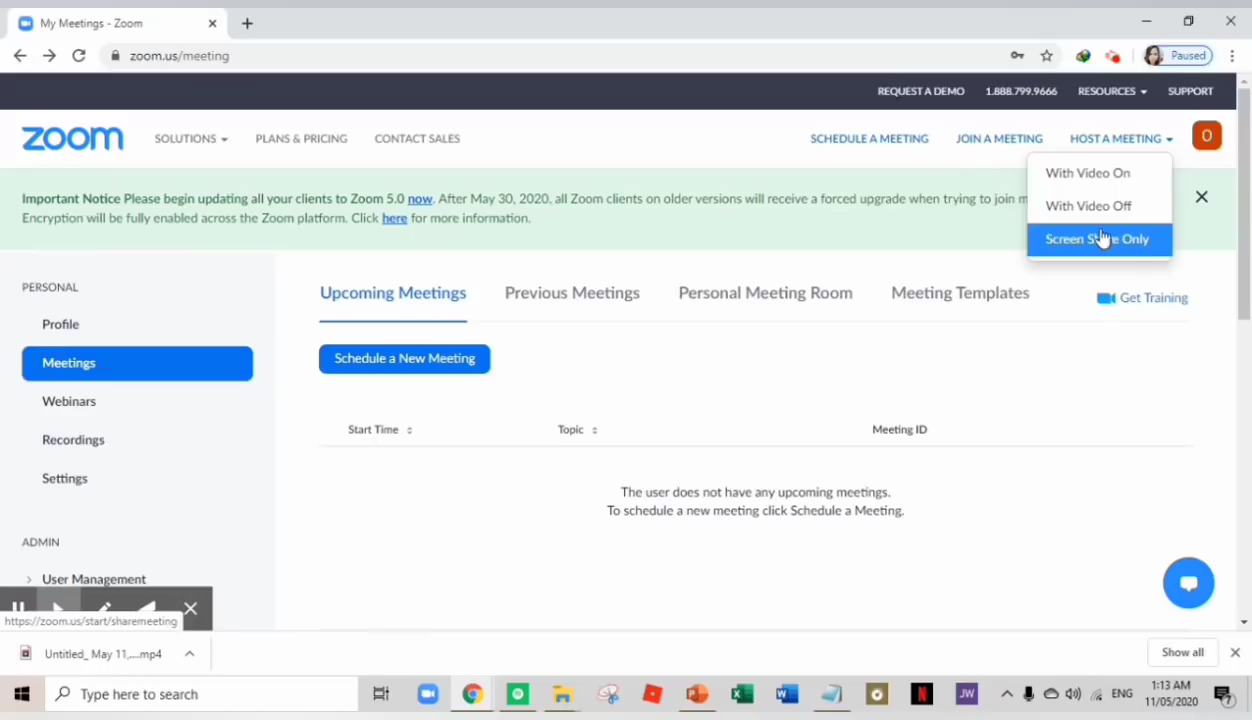 My Meetings - Zoom
zoom.us/meeting
Paused
REQUEST A DEMO 1.888.799.9666 RESOURCES SUPPORT
zoom SOLUTIONS PLANS & PRICING CONTACT SALES SCHEDULE A MEETING JOIN A MEETING HOST A MEETING O
With Video On
With Video Off
Screen Share Only
Important Notice Please begin updating all your clients to Zoom 5.0 now. After May 30, 2020, all Zoom clients on older versions will receive a forced upgrade when trying to join
Encryption will be fully enabled across the Zoom platform. Click here for more information.
PERSONAL
Profile
Meetings
Webinars
Recordings
Settings
ADMIN
User Management
Upcoming Meetings Previous Meetings Personal Meeting Room Meeting Templates Get Training
Schedule a New Meeting
Start Time Topic Meeting ID
The user does not have any upcoming meetings.
To schedule a new meeting click Schedule a Meeting.
https://zoom.us/start/sharemeeting
Untitled_ May 11,....mp4 Show all
Type here to search
N JW ENG
1:13 AM
11/05/2020